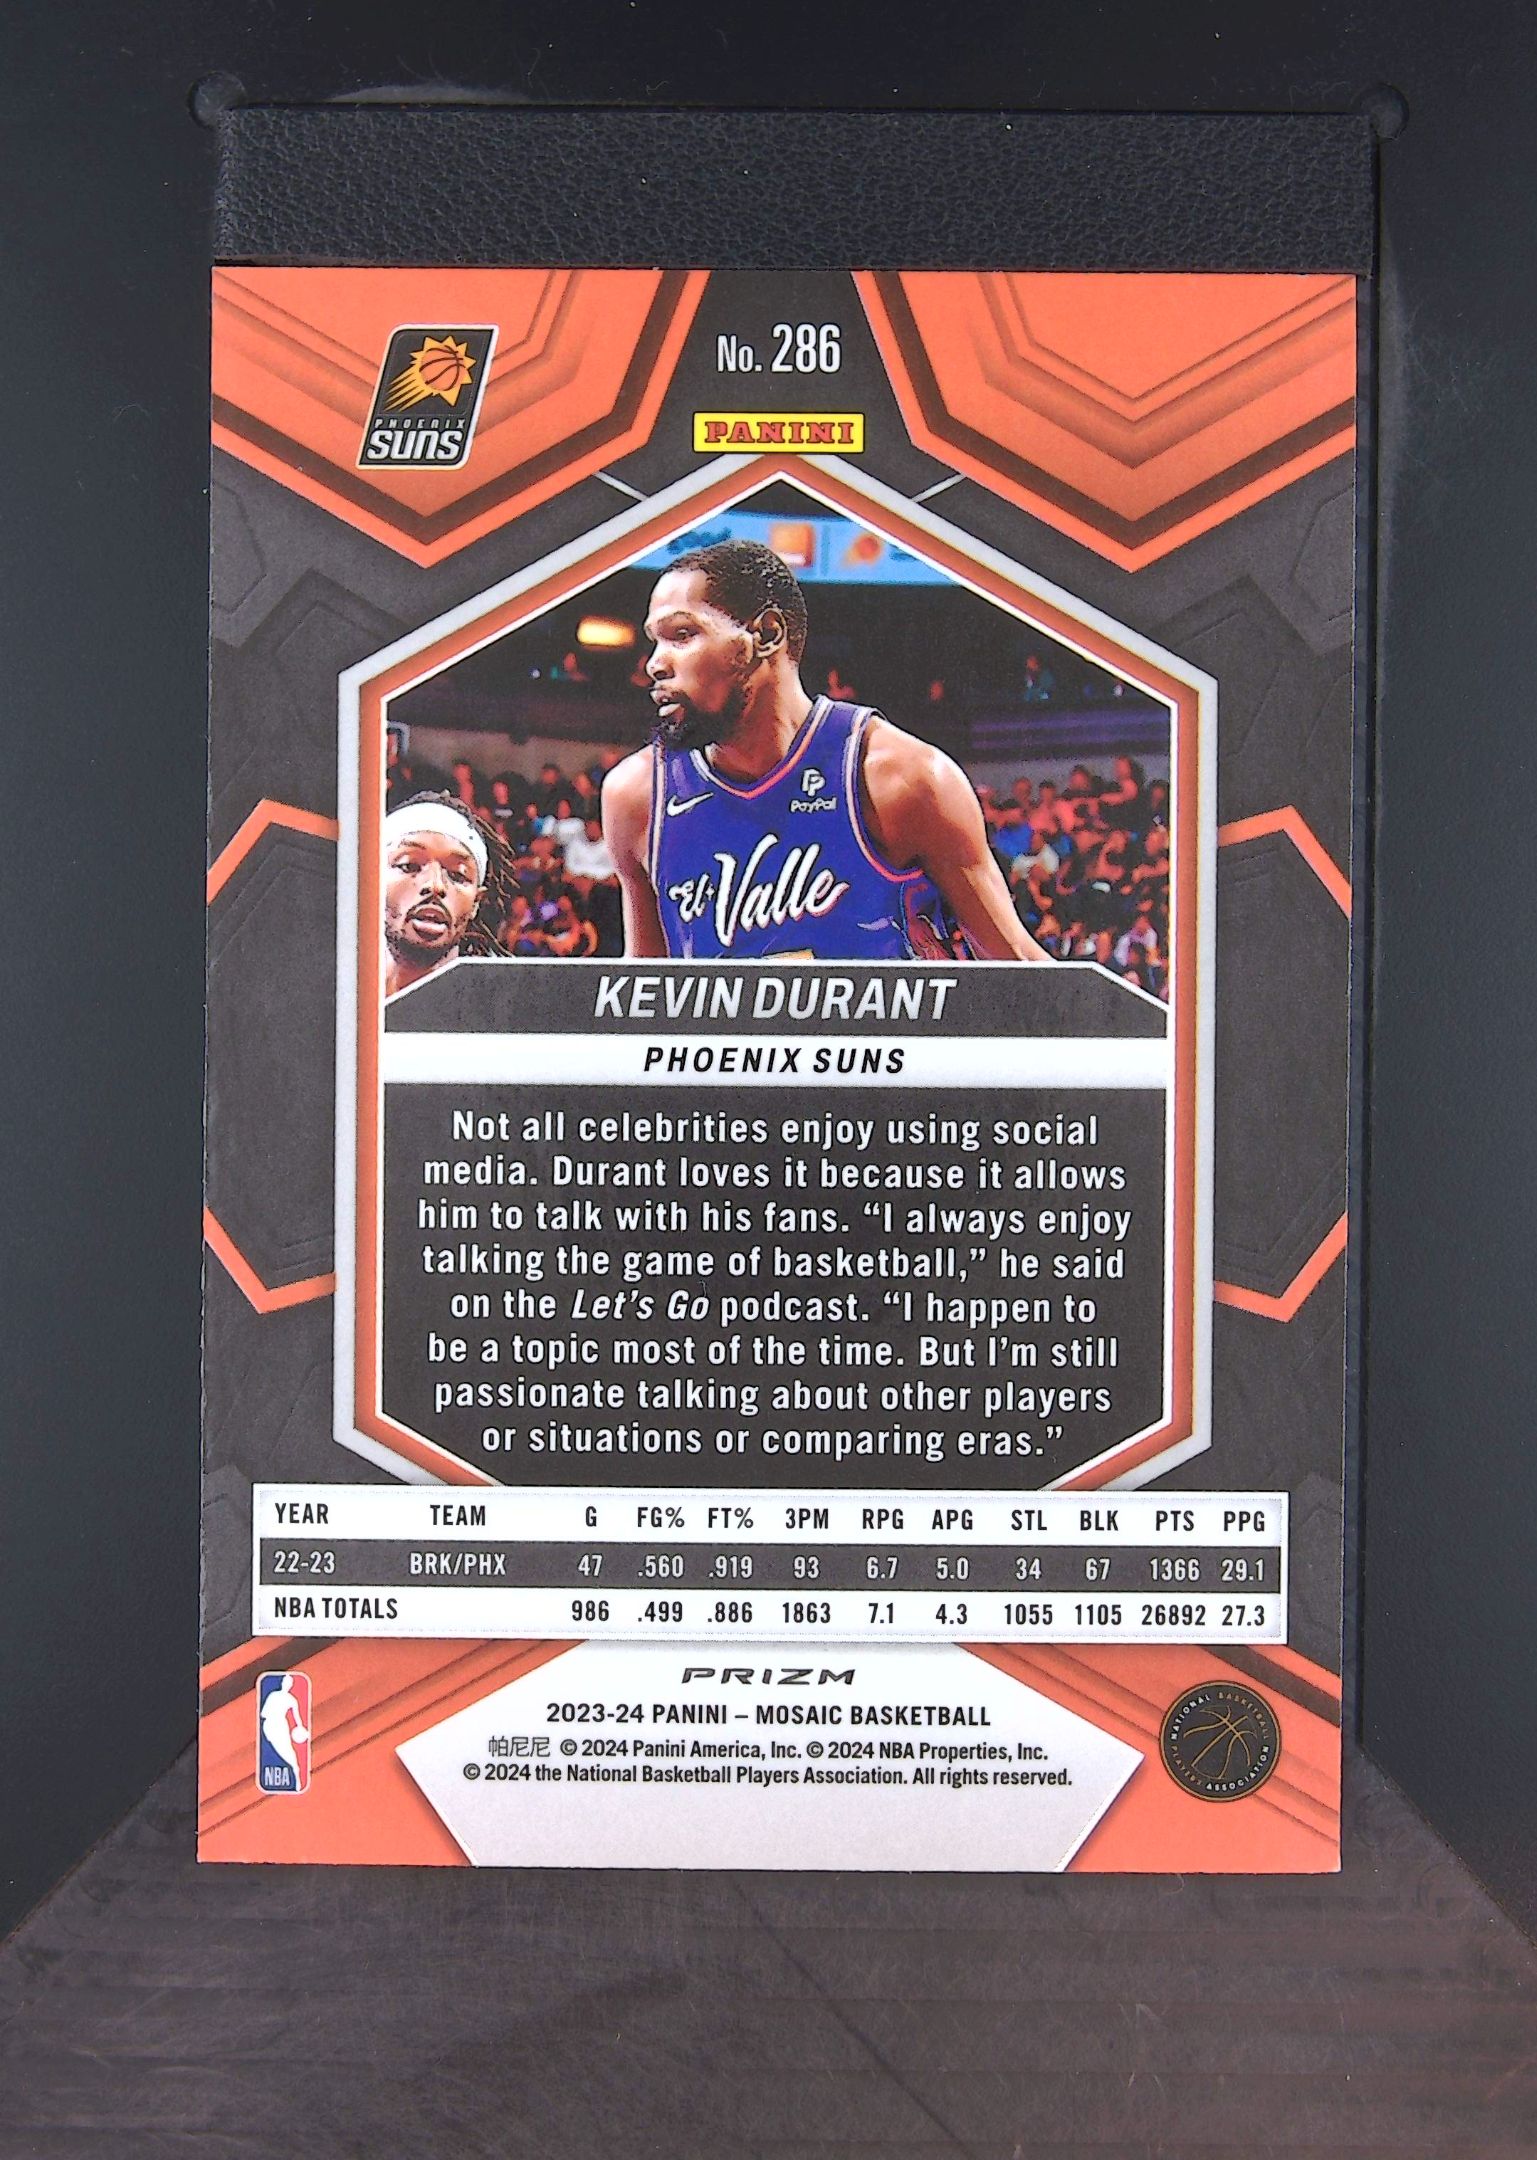 No. 286
PHOENIX
SUNS
PANINI
PayPal
El Valle
KEVIN DURANT
PHOENIX SUNS
Not all celebrities enjoy using social
media. Durant loves it because it allows
him to talk with his fans. “I always enjoy
talking the game of basketball,” he said
on the Let’s Go podcast. “I happen to
be a topic most of the time. But I’m still
passionate talking about other players
or situations or comparing eras.”
YEAR TEAM G FG% FT% 3PM RPG APG STL BLK PTS PPG
22-23 BRK/PHX 47 .560 .919 93 6.7 5.0 34 67 1366 29.1
NBA TOTALS 986 .499 .886 1863 7.1 4.3 1055 1105 26892 27.3
PRIZM
2023-24 PANINI – MOSAIC BASKETBALL
帕尼尼 © 2024 Panini America, Inc. © 2024 NBA Properties, Inc.
© 2024 the National Basketball Players Association. All rights reserved.
NBA
NATIONAL BASKETBALL PLAYERS ASSOCIATION